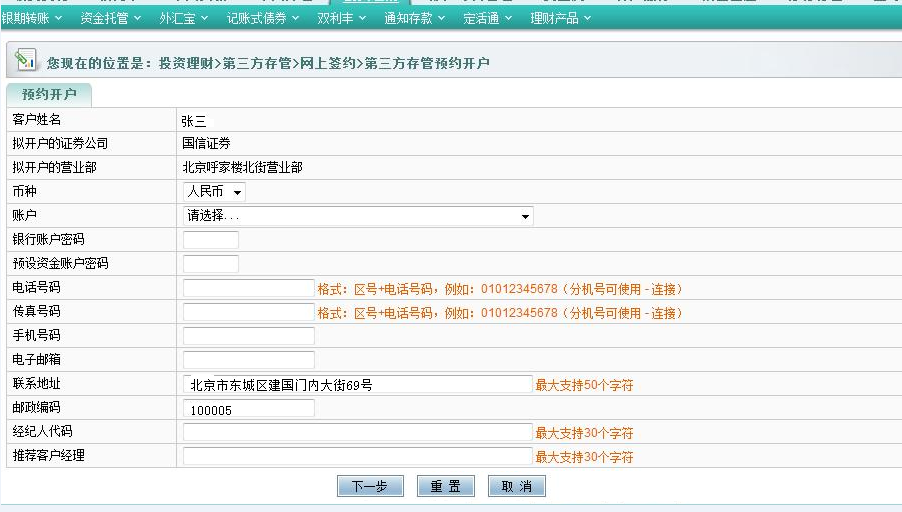 银期转账 资金托管 外汇宝 记账式债券 双利丰 通知存款 定活通 理财产品
您现在的位置是：投资理财>第三方存管>网上签约>第三方存管预约开户
预约开户
客户姓名 张三
拟开户的证券公司 国信证券
拟开户的营业部 北京呼家楼北街营业部
币种 人民币
账户 请选择...
银行账户密码
预设资金账户密码
电话号码 格式：区号+电话号码，例如：01012345678（分机号可使用 - 连接）
传真号码 格式：区号+电话号码，例如：01012345678（分机号可使用 - 连接）
手机号码
电子邮箱
联系地址 北京市东城区建国门内大街69号 最大支持50个字符
邮政编码 100005
经纪人代码 最大支持30个字符
推荐客户经理 最大支持30个字符
下一步 重 置 取 消